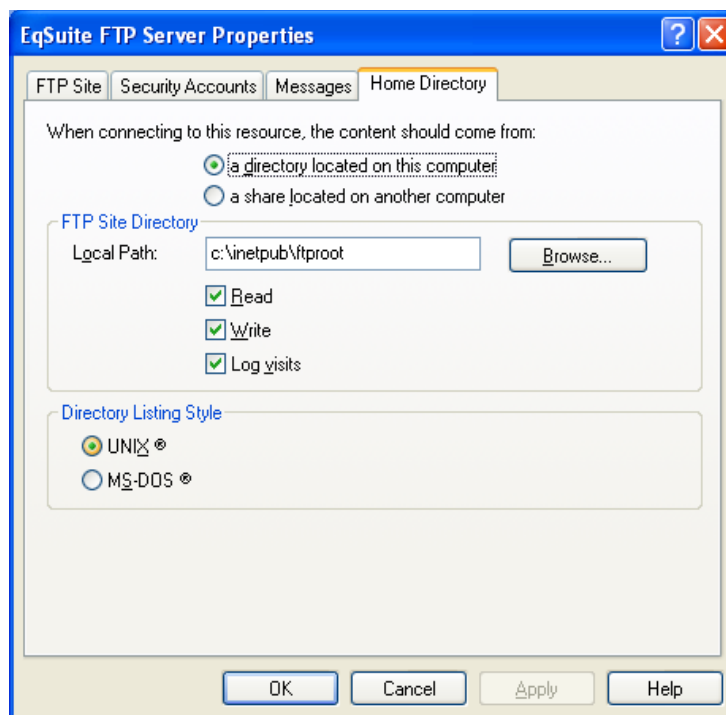 EqSuite FTP Server Properties
FTP Site Security Accounts Messages Home Directory
When connecting to this resource, the content should come from:
a directory located on this computer
a share located on another computer
FTP Site Directory
Local Path: c:\inetpub\ftproot Browse...
Read
Write
Log visits
Directory Listing Style
UNIX ®
MS-DOS ®
OK Cancel Apply Help